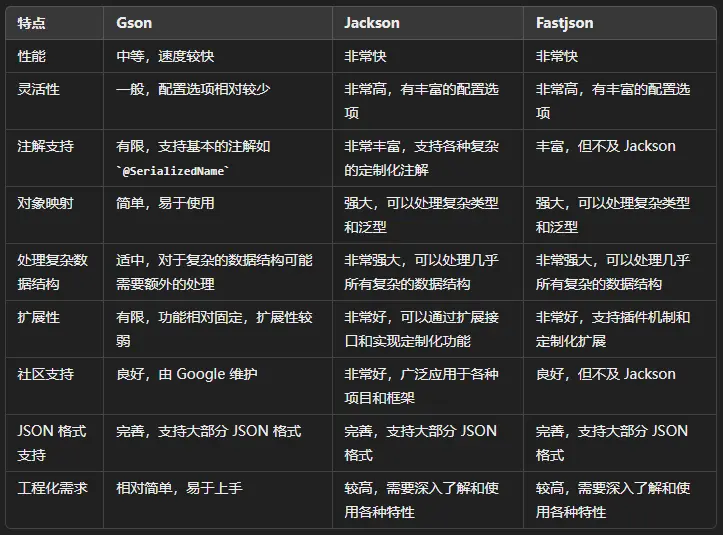 特点 Gson Jackson Fastjson
性能 中等，速度较快 非常快 非常快
灵活性 一般，配置选项相对较少 非常高，有丰富的配置选 非常高，有丰富的配置选
项 项
注解支持 有限，支持基本的注解如 非常丰富，支持各种复杂 丰富，但不及 Jackson
`@SerializedName` 的定制化注解
对象映射 简单，易于使用 强大，可以处理复杂类型 强大，可以处理复杂类型
和泛型 和泛型
处理复杂数 适中，对于复杂的数据结构可能 非常强大，可以处理几乎 非常强大，可以处理几乎
据结构 需要额外的处理 所有复杂的数据结构 所有复杂的数据结构
扩展性 有限，功能相对固定，扩展性较 非常好，可以通过扩展接 非常好，支持插件机制和
弱 口和实现定制化功能 定制化扩展
社区支持 良好，由 Google 维护 非常好，广泛应用于各种 良好，但不及 Jackson
项目和框架
JSON 格式 完善，支持大部分 JSON 格式 完善，支持大部分 JSON 完善，支持大部分 JSON
支持 格式 格式
工程化需求 相对简单，易于上手 较高，需要深入了解和使 较高，需要深入了解和使
用各种特性 用各种特性